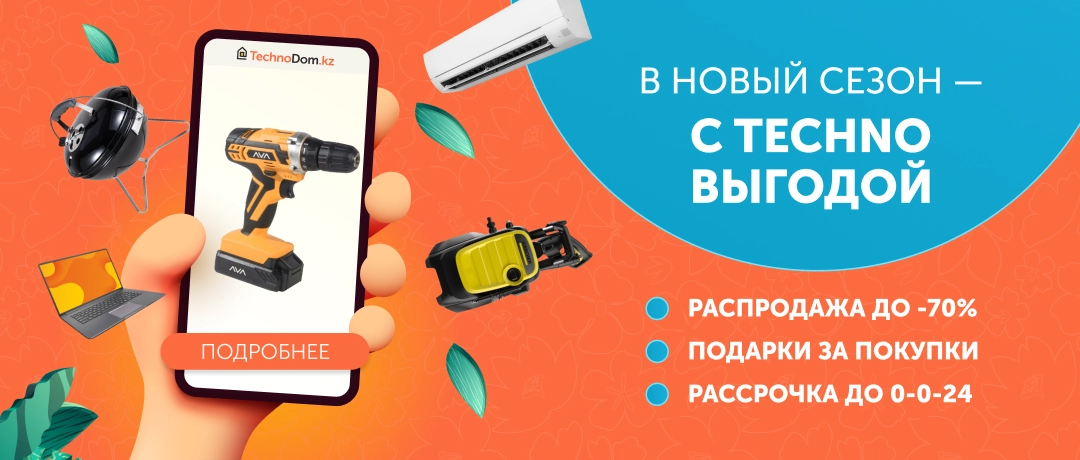 TechnoDom.kz
AVA
AVA
ПОДРОБНЕЕ
В НОВЫЙ СЕЗОН —
С TECHNO
ВЫГОДОЙ
РАСПРОДАЖА ДО -70%
ПОДАРКИ ЗА ПОКУПКИ
РАССРОЧКА ДО 0-0-24